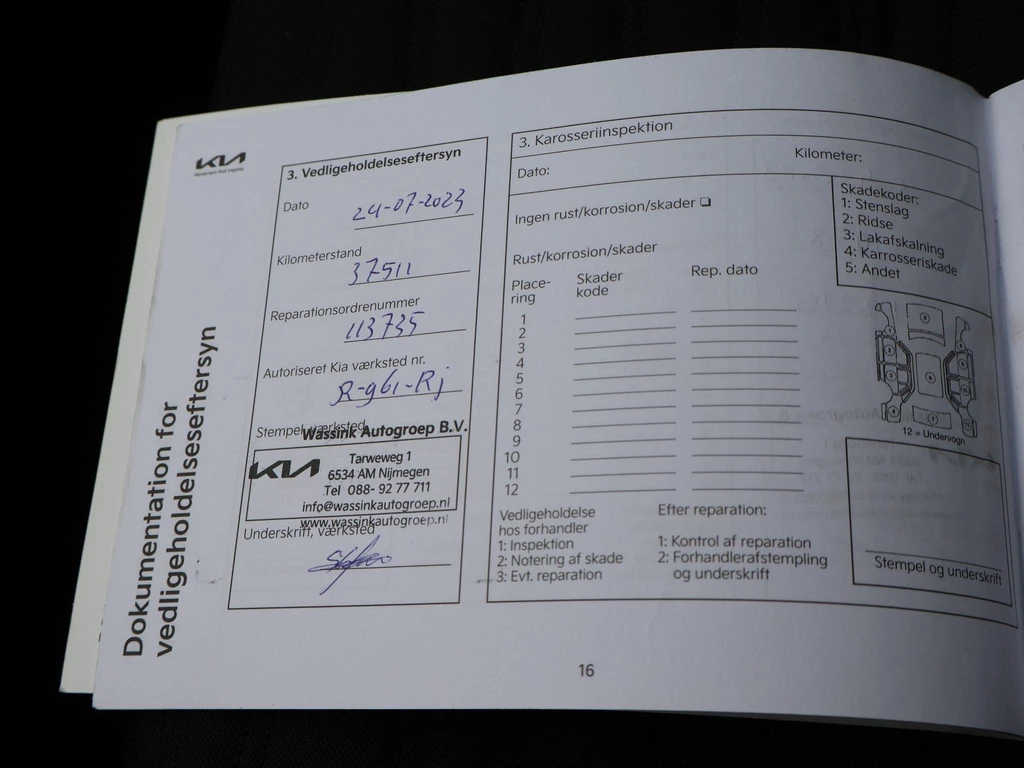 Dokumentation for
vedligeholdelseseftersyn
KIA
Movement that inspires
3. Vedligeholdelseseftersyn
Dato
24-07-2023
Kilometerstand
37511
Reparationsordrenummer
113735
Autoriseret Kia værksted nr.
R-961-Rj
Stempel, værksted
Wassink Autogroep B.V.
KIA
Tarweweg 1
6534 AM Nijmegen
Tel 088- 92 77 711
info@wassinkautogroep.nl
www.wassinkautogroep.nl
Underskrift, værksted
3. Karosseriinspektion
Dato:
Kilometer:
Ingen rust/korrosion/skader
Rust/korrosion/skader
Place-
ring
Skader
kode
Rep. dato
1
2
3
4
5
6
7
8
9
10
11
12
Skadekoder:
1: Stenslag
2: Ridse
3: Lakafskalning
4: Karrosseriskade
5: Andet
12 = Undervogn
Vedligeholdelse
hos forhandler
1: Inspektion
2: Notering af skade
3: Evt. reparation
Efter reparation:
1: Kontrol af reparation
2: Forhandlerafstempling
og underskrift
Stempel og underskrift
16